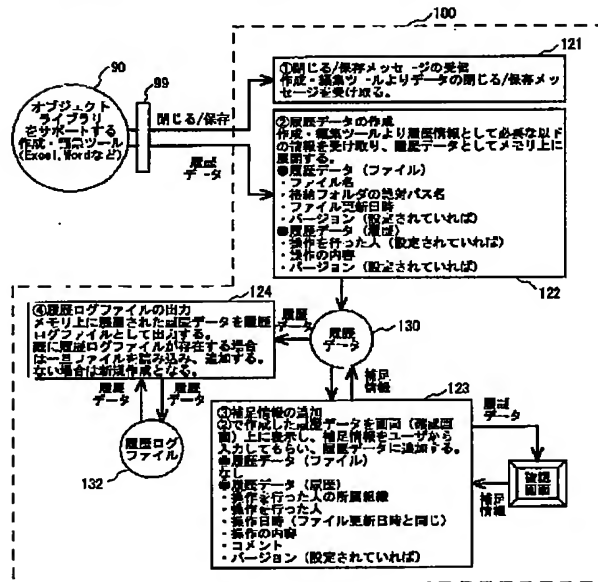 100
90
99
121
オブジェクト
ライブラリ
をサポートする
作成・編集ツール
(Excel,Wordなど)
閉じる/保存
履歴
データ
①閉じる/保存メッセージの受信
作成・編集ツールよりデータの閉じる/保存メッ
セージを受け取る。
②履歴データの作成
作成・編集ツールより履歴情報として必要な以下
の情報を受け取り、履歴データとしてメモリ上に
展開する。
●履歴データ(ファイル)
・ファイル名
・格納フォルダの絶対パス名
・ファイル更新日時
・バージョン(設定されていれば)
●履歴データ(履歴)
・操作を行った人(設定されていれば)
・操作の内容
・バージョン(設定されていれば)
122
124
④履歴ログファイルの出力
メモリ上に展開された履歴データを履歴
ログファイルとして出力する。
既に履歴ログファイルが存在する場合
は一旦ファイルを読み込み、追加する。
ない場合は新規作成となる。
履歴
データ
130
履歴
データ
補足
情報
123
履歴
データ
履歴
データ
履歴ログ
ファイル
132
③補足情報の追加
②で作成した履歴データを画面(確認画
面)上に表示し、補足情報をユーザから
入力してもらい、履歴データに追加する。
●履歴データ(ファイル)
なし
●履歴データ(履歴)
・操作を行った人の所属組織
・操作を行った人
・操作日時(ファイル更新日時と同じ)
・操作の内容
・コメント
・バージョン(設定されていれば)
履歴
データ
確認
画面
補足
情報